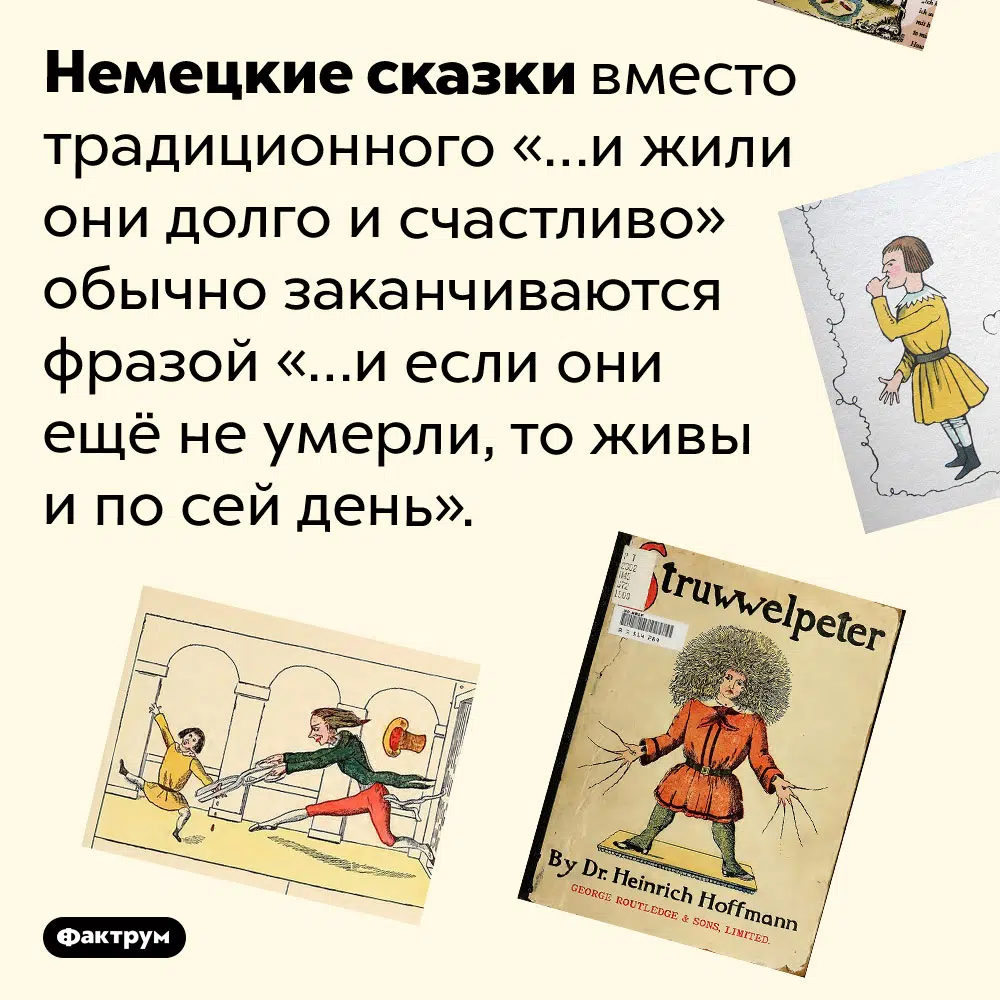 Немецкие сказки вместо
традиционного «...и жили
они долго и счастливо»
обычно заканчиваются
фразой «...и если они
ещё не умерли, то живы
и по сей день».
Struwwelpeter
By Dr. Heinrich Hoffmann
GEORGE ROUTLEDGE & SONS, LIMITED.
Фактрум